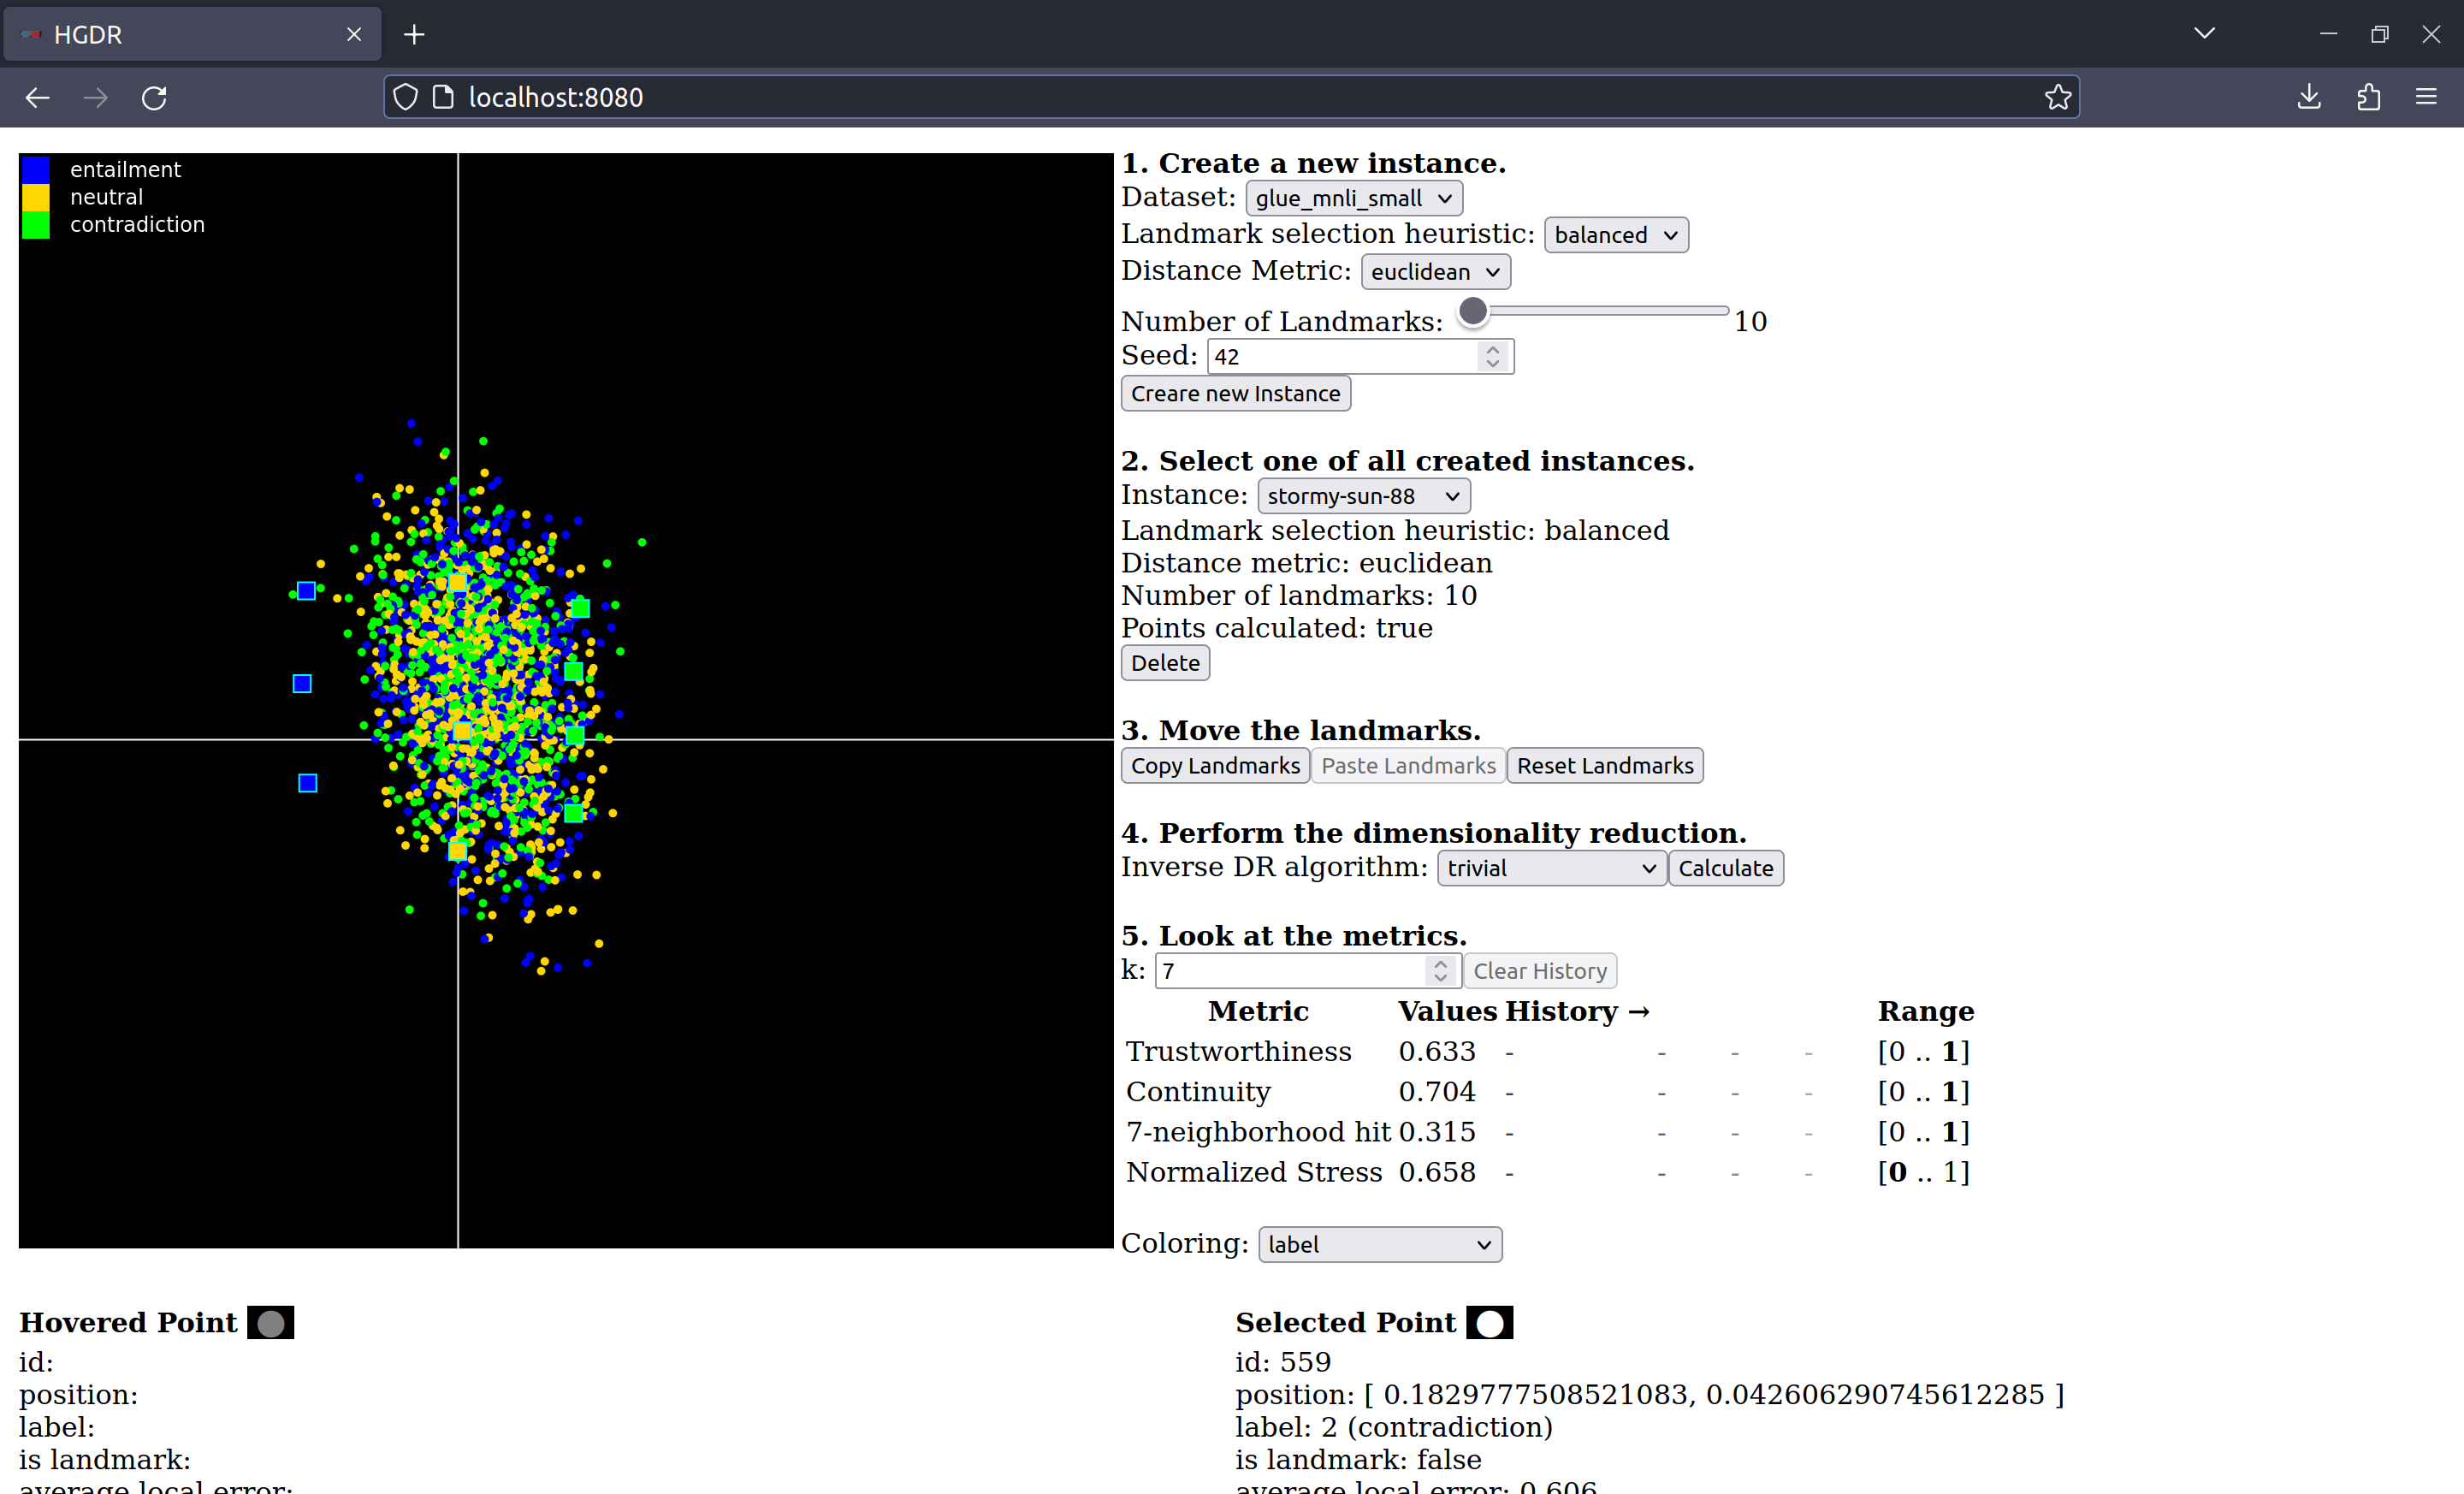 HGDR
localhost:8080
entailment
neutral
contradiction
1. Create a new instance.
Dataset: glue_mnli_small
Landmark selection heuristic: balanced
Distance Metric: euclidean
Number of Landmarks: 10
Seed: 42
Creare new Instance
2. Select one of all created instances.
Instance: stormy-sun-88
Landmark selection heuristic: balanced
Distance metric: euclidean
Number of landmarks: 10
Points calculated: true
Delete
3. Move the landmarks.
Copy Landmarks Paste Landmarks Reset Landmarks
4. Perform the dimensionality reduction.
Inverse DR algorithm: trivial Calculate
5. Look at the metrics.
k: 7 Clear History
Metric Values History → Range
Trustworthiness 0.633 - - - - [0 .. 1]
Continuity 0.704 - - - - [0 .. 1]
7-neighborhood hit 0.315 - - - - [0 .. 1]
Normalized Stress 0.658 - - - - [0 .. 1]
Coloring: label
Hovered Point
id:
position:
label:
is landmark:
average local error:
Selected Point
id: 559
position: [ 0.1829777508521083, 0.042606290745612285 ]
label: 2 (contradiction)
is landmark: false
average local error: 0.606